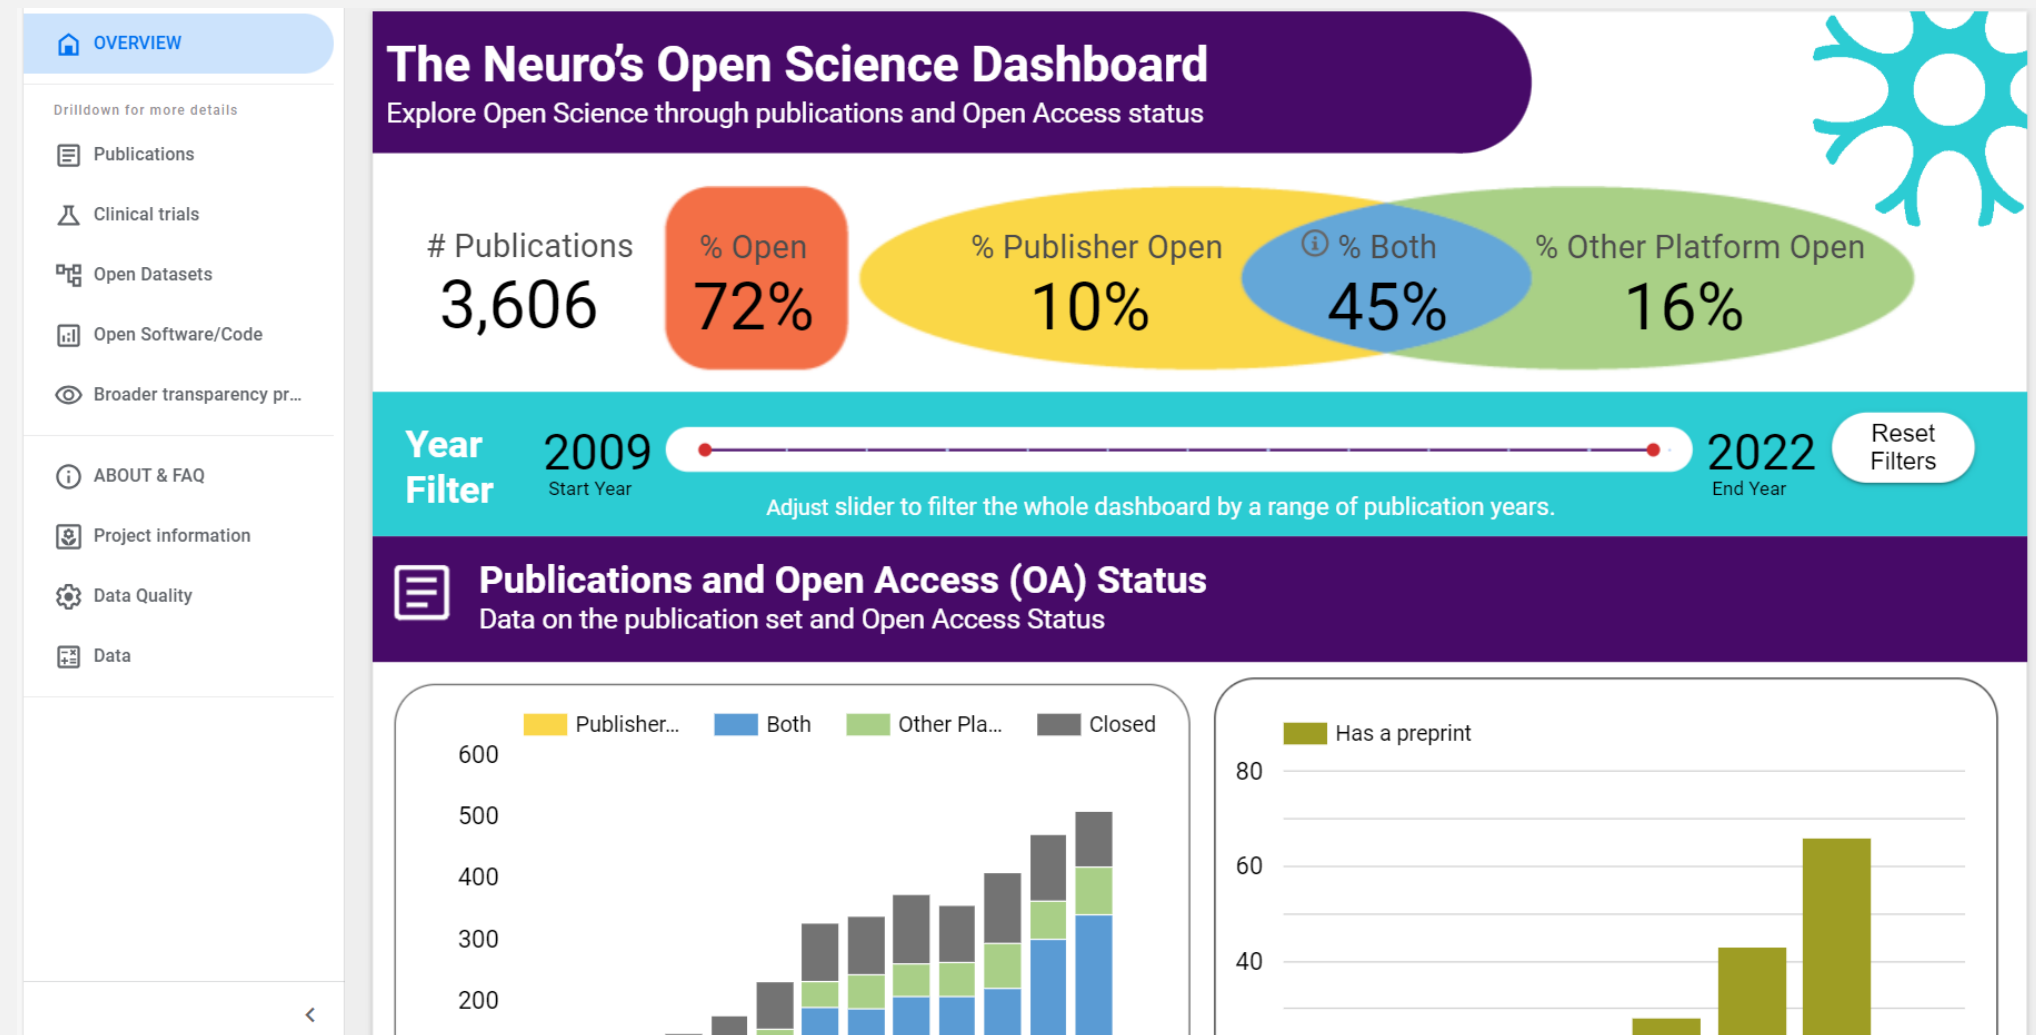 OVERVIEW
Drilldown for more details
Publications
Clinical trials
Open Datasets
Open Software/Code
Broader transparency pr...
ABOUT & FAQ
Project information
Data Quality
Data
The Neuro's Open Science Dashboard
Explore Open Science through publications and Open Access status
# Publications
3,606
% Open
72%
% Publisher Open
10%
% Both
45%
% Other Platform Open
16%
Year
Filter
2009
Start Year
2022
End Year
Reset
Filters
Adjust slider to filter the whole dashboard by a range of publication years.
Publications and Open Access (OA) Status
Data on the publication set and Open Access Status
Publisher... Both Other Pla... Closed
600
500
400
300
200
Has a preprint
80
60
40